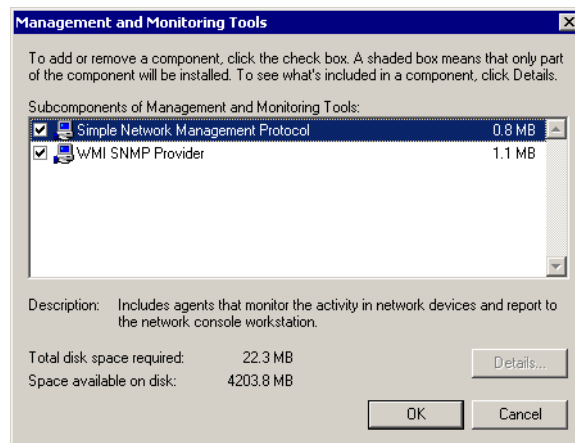 Management and Monitoring Tools
To add or remove a component, click the check box. A shaded box means that only part
of the component will be installed. To see what's included in a component, click Details.
Subcomponents of Management and Monitoring Tools:
Simple Network Management Protocol 0.8 MB
WMI SNMP Provider 1.1 MB
Description: Includes agents that monitor the activity in network devices and report to
the network console workstation.
Total disk space required: 22.3 MB
Space available on disk: 4203.8 MB
Details...
OK Cancel